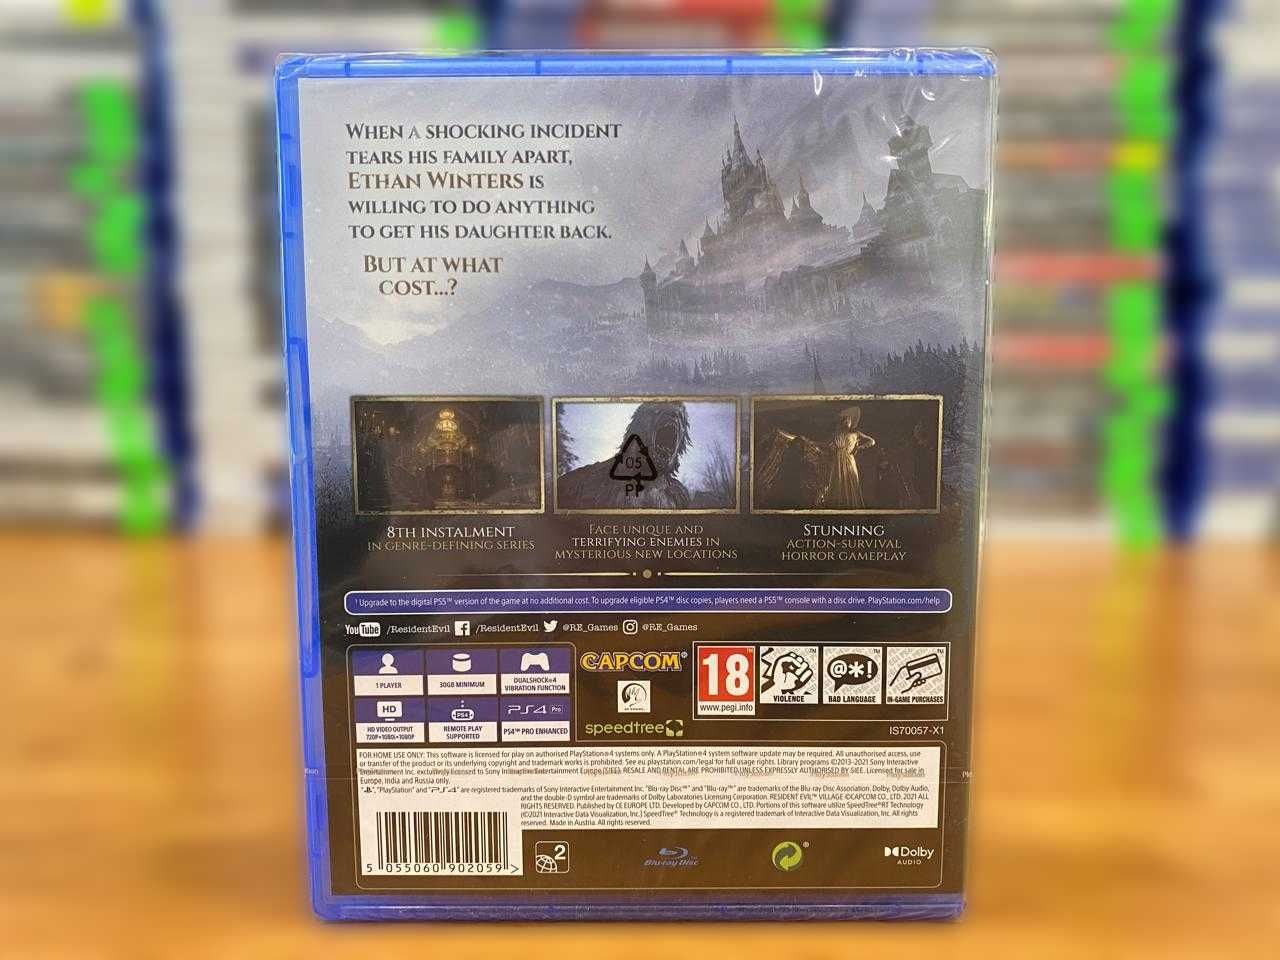 WHEN A SHOCKING INCIDENT
TEARS HIS FAMILY APART,
ETHAN WINTERS IS
WILLING TO DO ANYTHING
TO GET HIS DAUGHTER BACK.
BUT AT WHAT
COST...?
05
PP
8TH INSTALMENT
IN GENRE-DEFINING SERIES
FACE UNIQUE AND
TERRIFYING ENEMIES IN
MYSTERIOUS NEW LOCATIONS
STUNNING
ACTION-SURVIVAL
HORROR GAMEPLAY
¹ Upgrade to the digital PS5™ version of the game at no additional cost. To upgrade eligible PS4™ disc copies, players need a PS5™ console with a disc drive. PlayStation.com/help
YouTube /ResidentEvil /ResidentEvil @RE_Games @RE_Games
1 PLAYER
30GB MINIMUM
DUALSHOCK®4
VIBRATION FUNCTION
HD
HD VIDEO OUTPUT
720P•1080i•1080P
PS4
REMOTE PLAY
SUPPORTED
PS4 Pro
PS4™ PRO ENHANCED
CAPCOM®
speedtree
18
www.pegi.info
VIOLENCE
@*!
BAD LANGUAGE
IN-GAME PURCHASES
IS70057-X1
FOR HOME USE ONLY: This software is licensed for play on authorised PlayStation®4 systems only. A PlayStation®4 system software update may be required. All unauthorised access, use
or transfer of the product or its underlying copyright and trademark works is prohibited. See eu.playstation.com/legal for full usage rights. Library programs ©2013-2021 Sony Interactive
Entertainment Inc. exclusively licensed to Sony Interactive Entertainment Europe (SIEE). RESALE AND RENTAL ARE PROHIBITED UNLESS EXPRESSLY AUTHORISED BY SIEE. Licensed for sale in
Europe, India and Russia only.
"PlayStation" and "PS4" are registered trademarks of Sony Interactive Entertainment Inc. "Blu-ray Disc™" and "Blu-ray™" are trademarks of the Blu-ray Disc Association. Dolby, Dolby Audio,
and the double-D symbol are trademarks of Dolby Laboratories Licensing Corporation. RESIDENT EVIL™ VILLAGE ©CAPCOM CO., LTD. 2021 ALL
RIGHTS RESERVED. Published by CE EUROPE LTD. Developed by CAPCOM CO., LTD. Portions of this software utilize SpeedTree®RT Technology
(©2021 Interactive Data Visualization, Inc.) SpeedTree® Technology is a registered trademark of Interactive Data Visualization, Inc. All rights
reserved. Made in Austria. All rights reserved.
5 055060 902059 >
2
Blu-ray Disc
®
Dolby
AUDIO